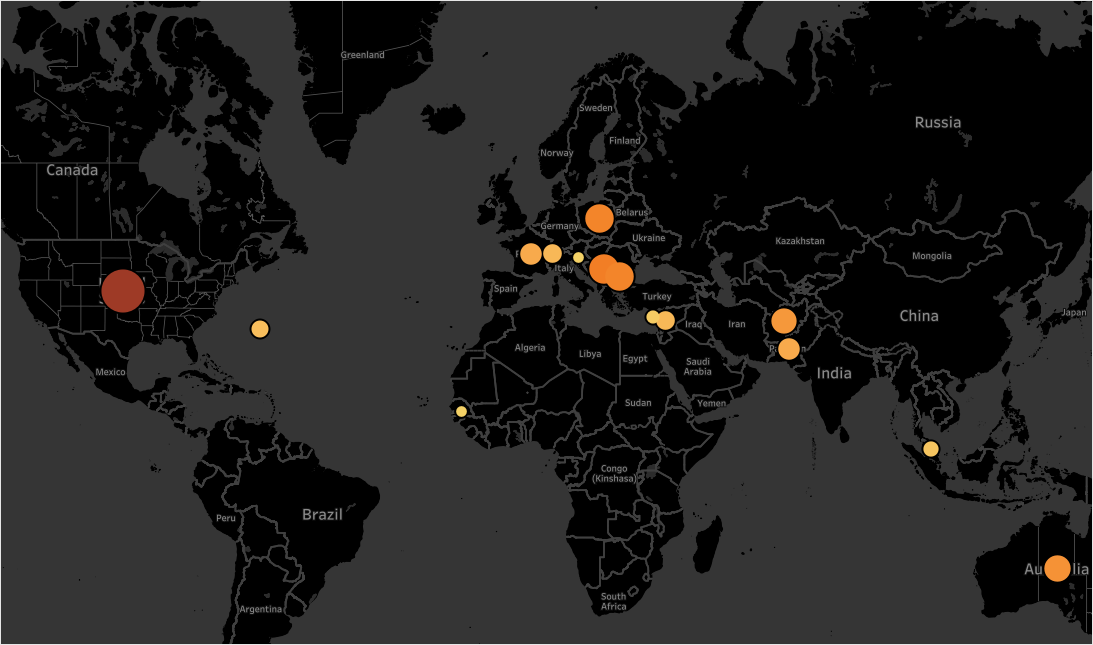 Greenland
Sweden
Finland
Russia
Norway
Canada
Belarus
Germany
Ukraine
Kazakhstan
Mongolia
Italy
Spain
Turkey
China
Japan
Iraq
Iran
Algeria
Libya
Egypt
Saudi
Arabia
India
Mexico
Sudan
Yemen
Congo
(Kinshasa)
Peru
Brazil
Au lia
South
Africa
Argentina